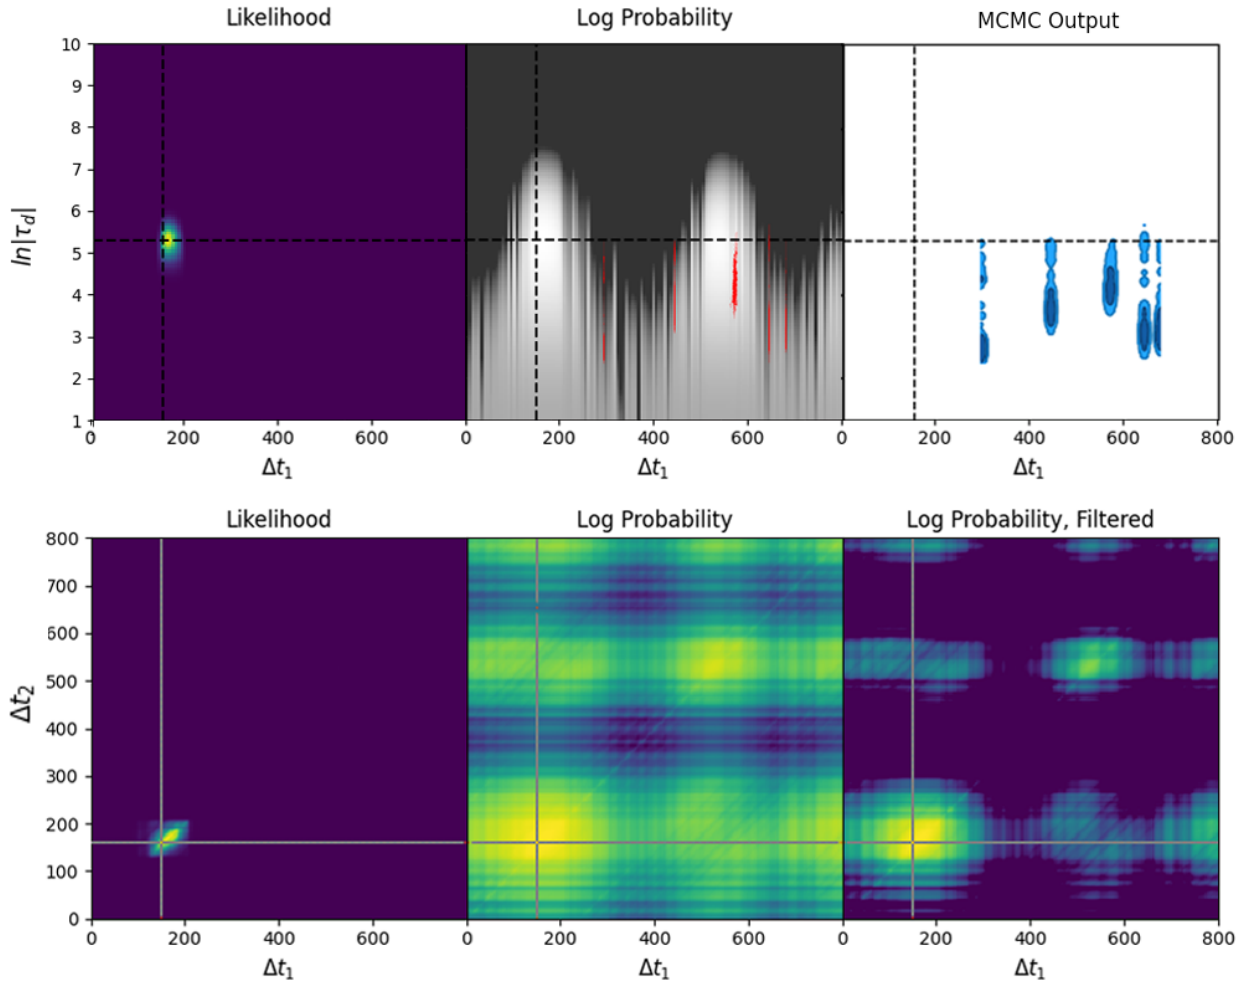 Likelihood Log Probability MCMC Output
10
9
8
7
6
5
4
3
2
1
ln|τd|
0 200 400 600 0 200 400 600 0 200 400 600 800
Δt1 Δt1 Δt1
Likelihood Log Probability Log Probability, Filtered
800
700
600
500
400
300
200
100
0
Δt2
0 200 400 600 0 200 400 600 0 200 400 600 800
Δt1 Δt1 Δt1